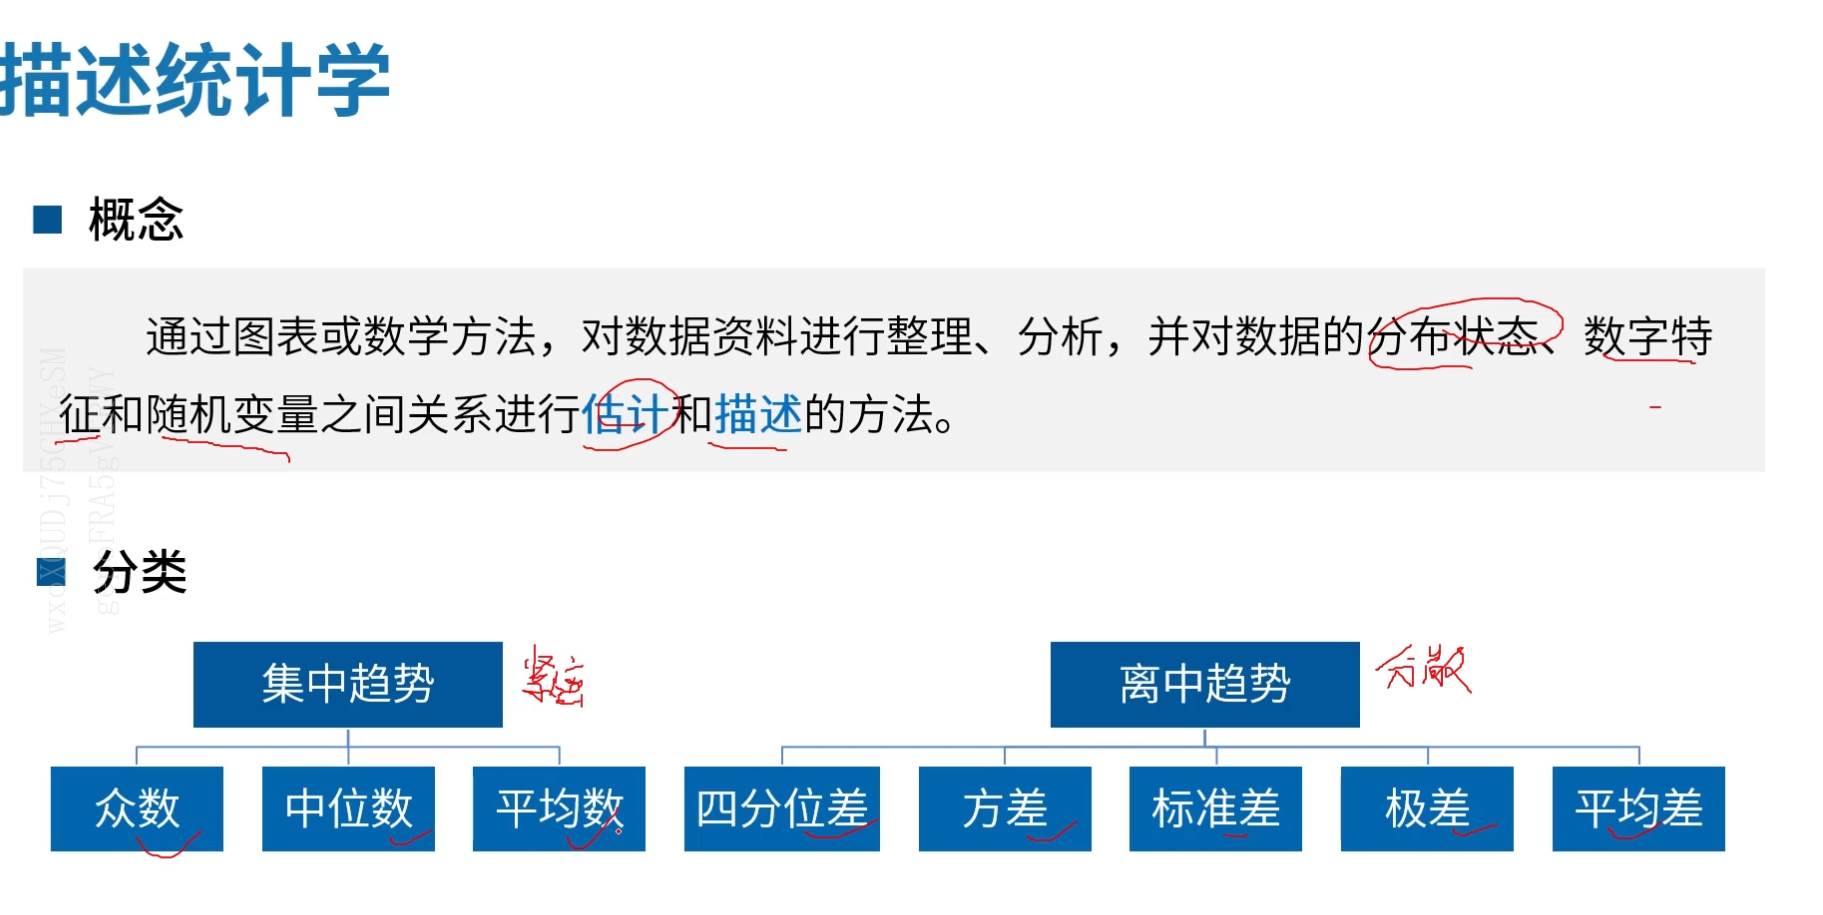 描述统计学
概念
通过图表或数学方法，对数据资料进行整理、分析，并对数据的分布状态、数字特
征和随机变量之间关系进行估计和描述的方法。
分类
集中趋势 紧密 离中趋势 分散
众数 中位数 平均数 四分位差 方差 标准差 极差 平均差